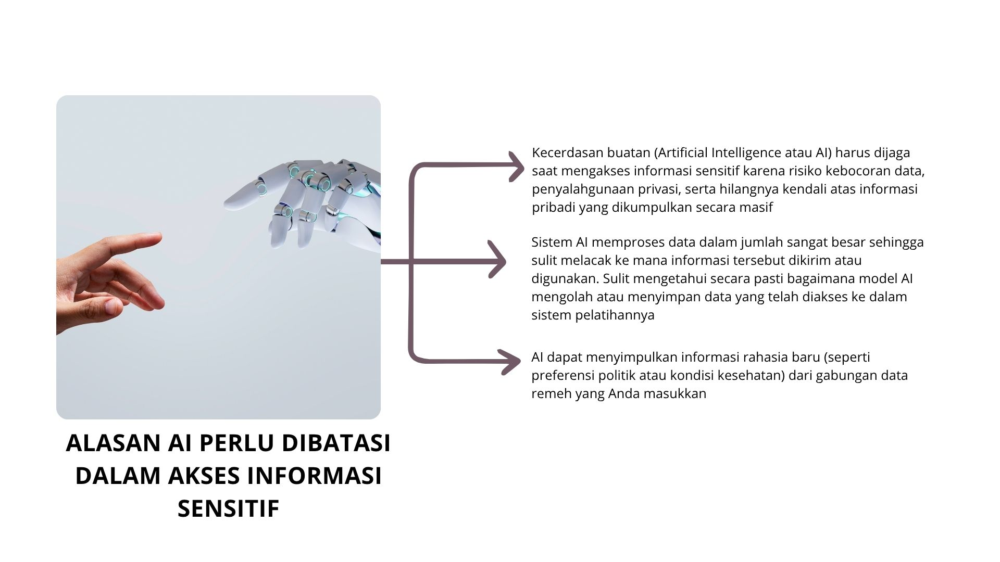 Kecerdasan buatan (Artificial Intelligence atau AI) harus dijaga
saat mengakses informasi sensitif karena risiko kebocoran data,
penyalahgunaan privasi, serta hilangnya kendali atas informasi
pribadi yang dikumpulkan secara masif
Sistem AI memproses data dalam jumlah sangat besar sehingga
sulit melacak ke mana informasi tersebut dikirim atau
digunakan. Sulit mengetahui secara pasti bagaimana model AI
mengolah atau menyimpan data yang telah diakses ke dalam
sistem pelatihannya
AI dapat menyimpulkan informasi rahasia baru (seperti
preferensi politik atau kondisi kesehatan) dari gabungan data
remeh yang Anda masukkan
ALASAN AI PERLU DIBATASI
DALAM AKSES INFORMASI
SENSITIF